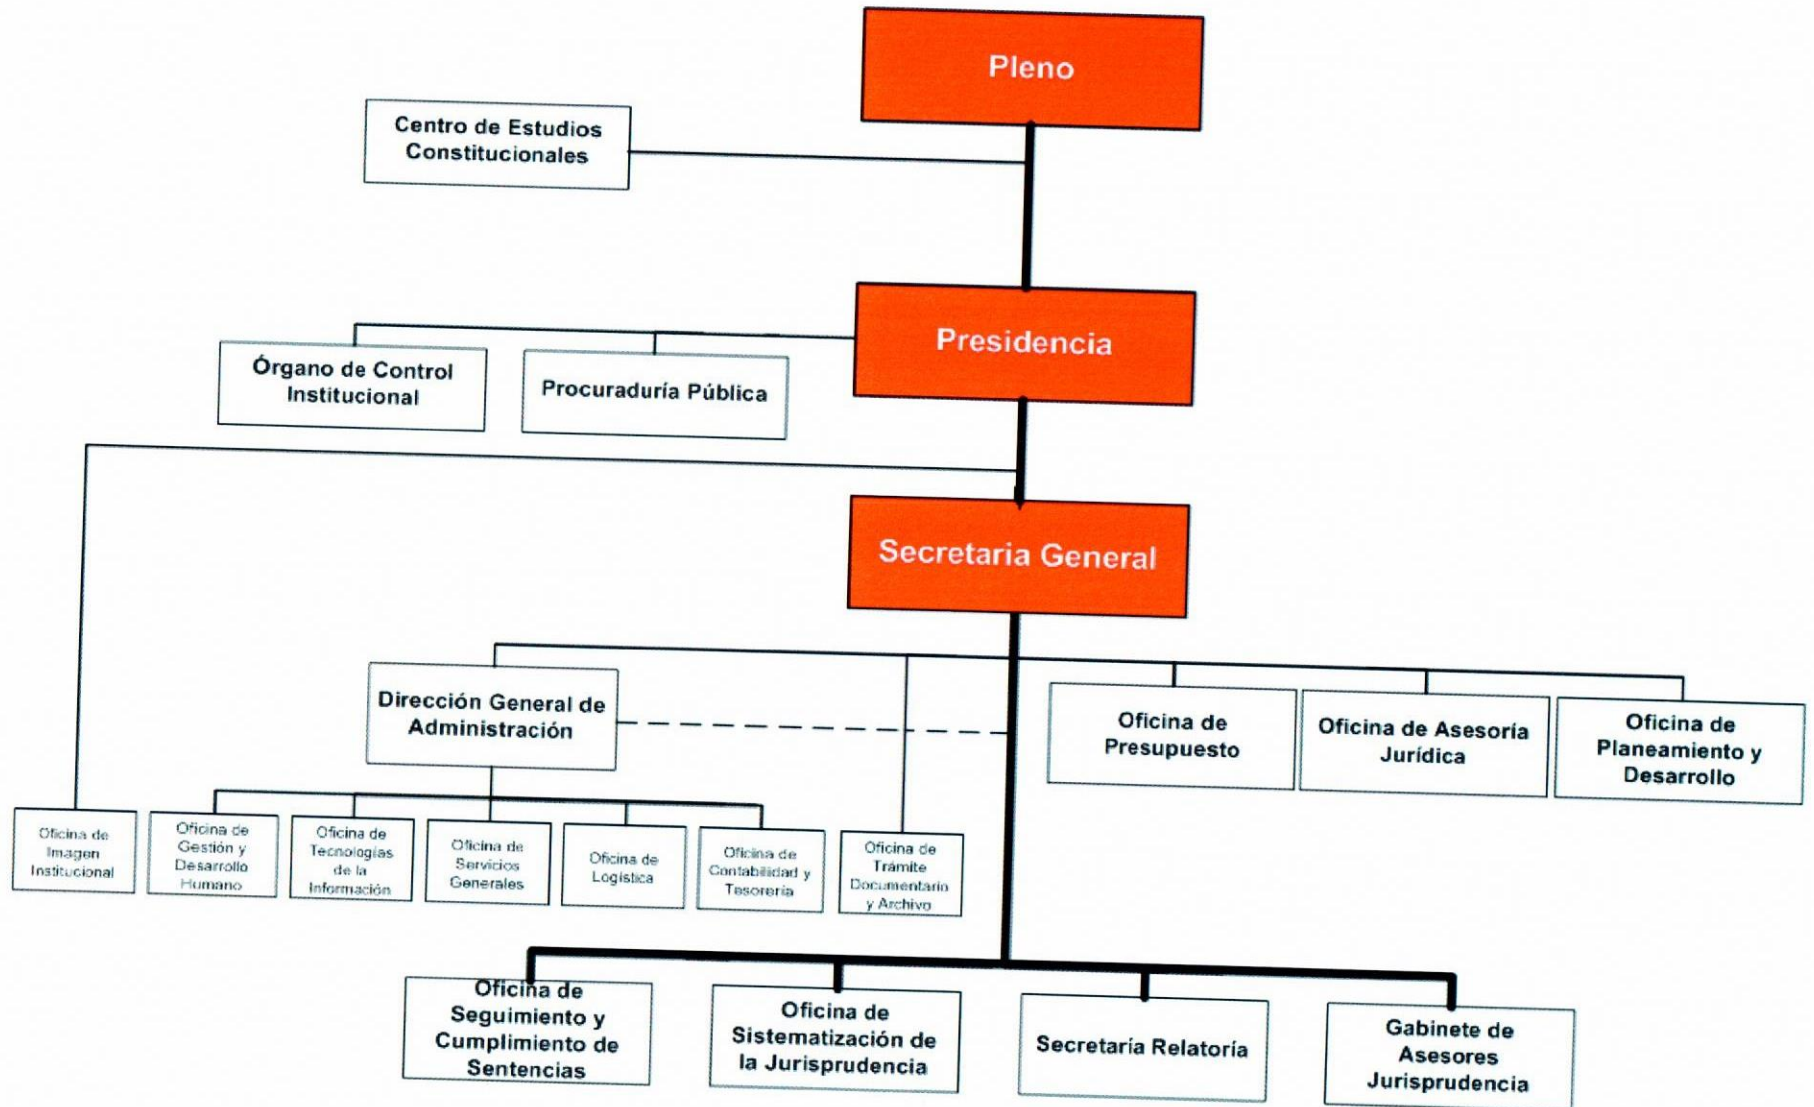 Pleno
Centro de Estudios
Constitucionales
Presidencia
Órgano de Control
Institucional
Procuraduría Pública
Secretaria General
Dirección General de
Administración
Oficina de
Presupuesto
Oficina de Asesoría
Jurídica
Oficina de
Planeamiento y
Desarrollo
Oficina de
Imagen
Institucional
Oficina de
Gestión y
Desarrollo
Humano
Oficina de
Tecnologías
de la
Información
Oficina de
Servicios
Generales
Oficina de
Logística
Oficina de
Contabilidad y
Tesorería
Oficina de
Trámite
Documentario
y Archivo
Oficina de
Seguimiento y
Cumplimiento de
Sentencias
Oficina de
Sistematización de
la Jurisprudencia
Secretaría Relatoría
Gabinete de
Asesores
Jurisprudencia